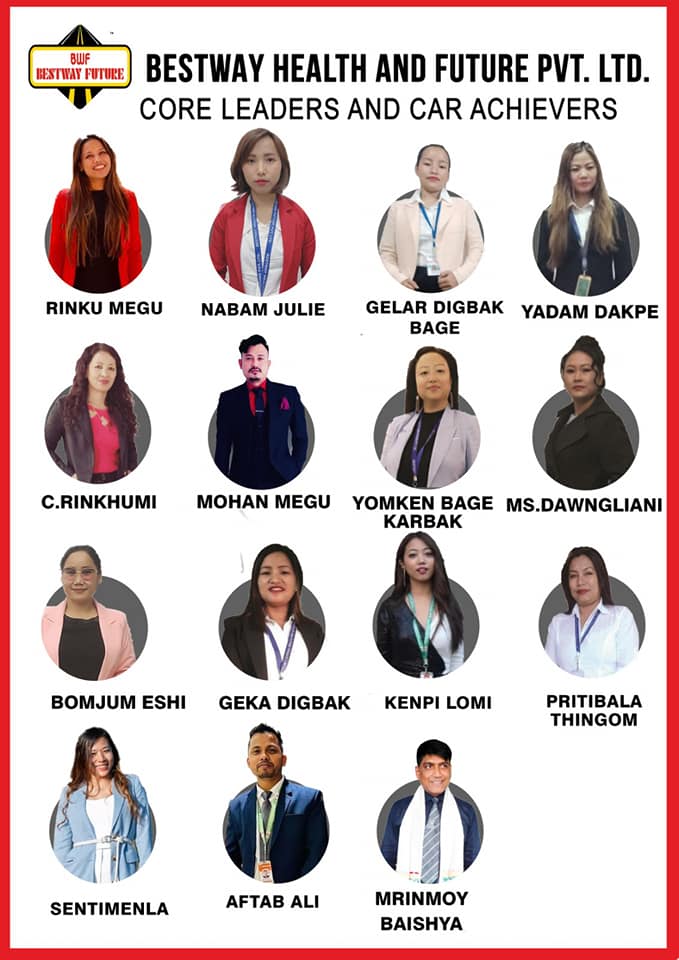 BWF
BESTWAY FUTURE
™
BESTWAY HEALTH AND FUTURE PVT. LTD.
CORE LEADERS AND CAR ACHIEVERS
RINKU MEGU
NABAM JULIE
GELAR DIGBAK
BAGE
YADAM DAKPE
C.RINKHUMI
MOHAN MEGU
YOMKEN BAGE
KARBAK
MS.DAWNGLIANI
BOMJUM ESHI
GEKA DIGBAK
KENPI LOMI
PRITIBALA
THINGOM
SENTIMENLA
AFTAB ALI
MRINMOY
BAISHYA